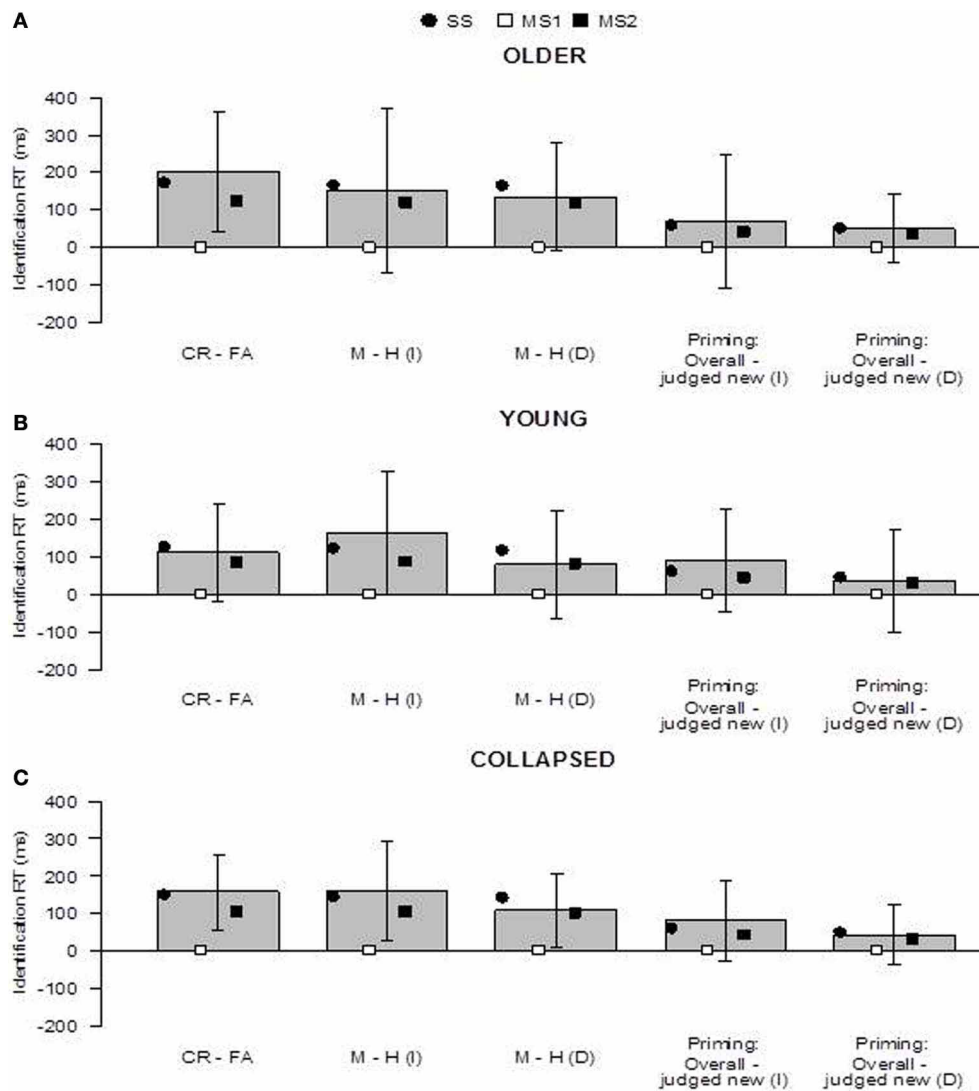 A
SS MS1 MS2
OLDER
Identification RT (ms)
400
300
200
100
0
-100
-200
CR - FA
M - H (I)
M - H (D)
Priming:
Overall -
judged new (I)
Priming:
Overall -
judged new (D)
B
YOUNG
Identification RT (ms)
400
300
200
100
0
-100
-200
CR - FA
M - H (I)
M - H (D)
Priming:
Overall -
judged new (I)
Priming:
Overall -
judged new (D)
C
COLLAPSED
Identification RT (ms)
400
300
200
100
0
-100
-200
CR - FA
M - H (I)
M - H (D)
Priming:
Overall -
judged new (I)
Priming:
Overall -
judged new (D)